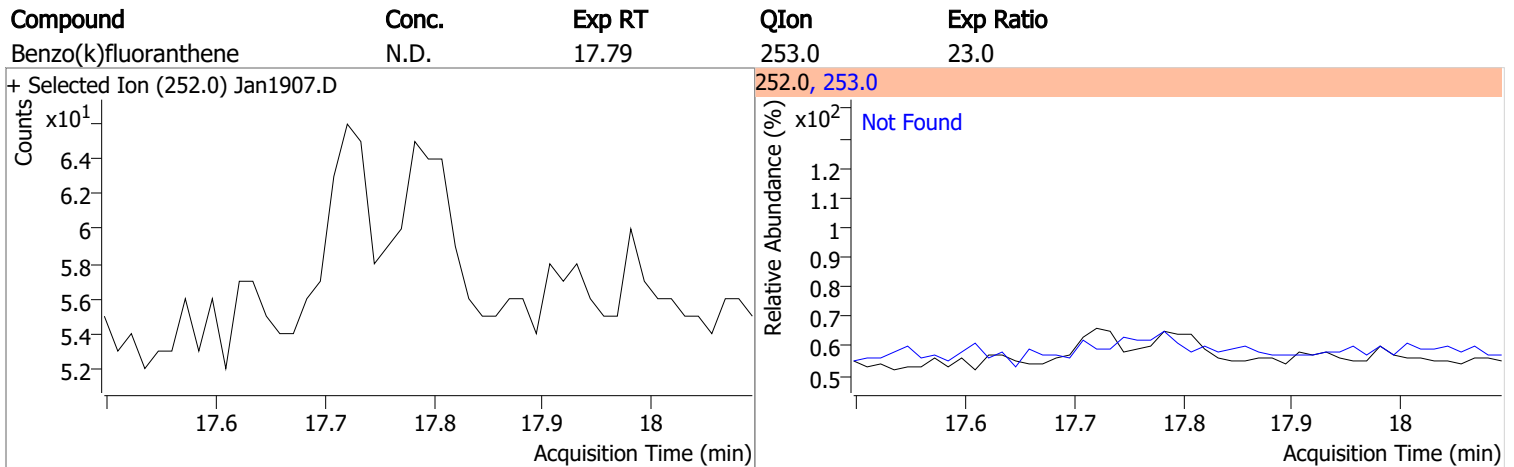 Compound Conc. Exp RT QIon Exp Ratio
Benzo(k)fluoranthene N.D. 17.79 253.0 23.0
+ Selected Ion (252.0) Jan1907.D
Counts
x10¹
6.4
6.2
6
5.8
5.6
5.4
5.2
17.6 17.7 17.8 17.9 18
Acquisition Time (min)
252.0, 253.0
Relative Abundance (%)
x10²
Not Found
1.2
1.1
1
0.9
0.8
0.7
0.6
0.5
17.6 17.7 17.8 17.9 18
Acquisition Time (min)